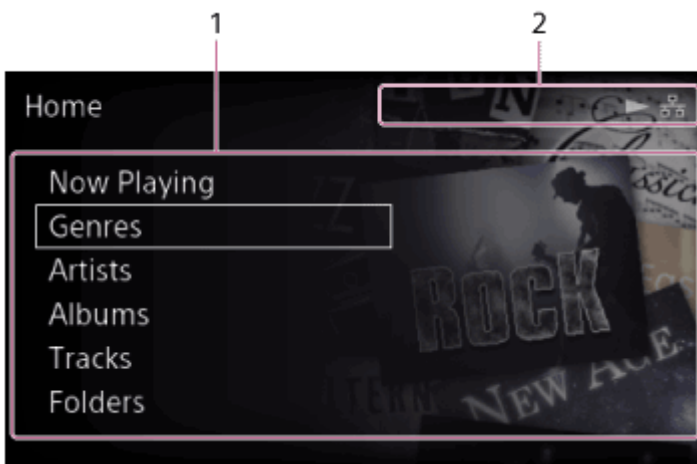 1 2
Home
Now Playing
Genres
Artists
Albums
Tracks
Folders
ROCK
NEW AGE